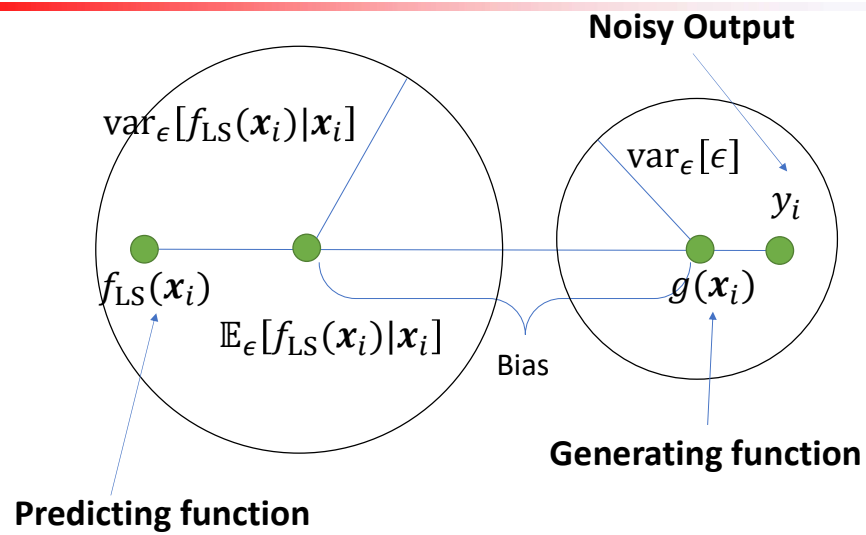 Noisy Output
var_ϵ[f_LS(𝒙_i)|𝒙_i]
var_ϵ[ϵ]
y_i
f_LS(𝒙_i)
g(𝒙_i)
𝔼_ϵ[f_LS(𝒙_i)|𝒙_i]
Bias
Generating function
Predicting function